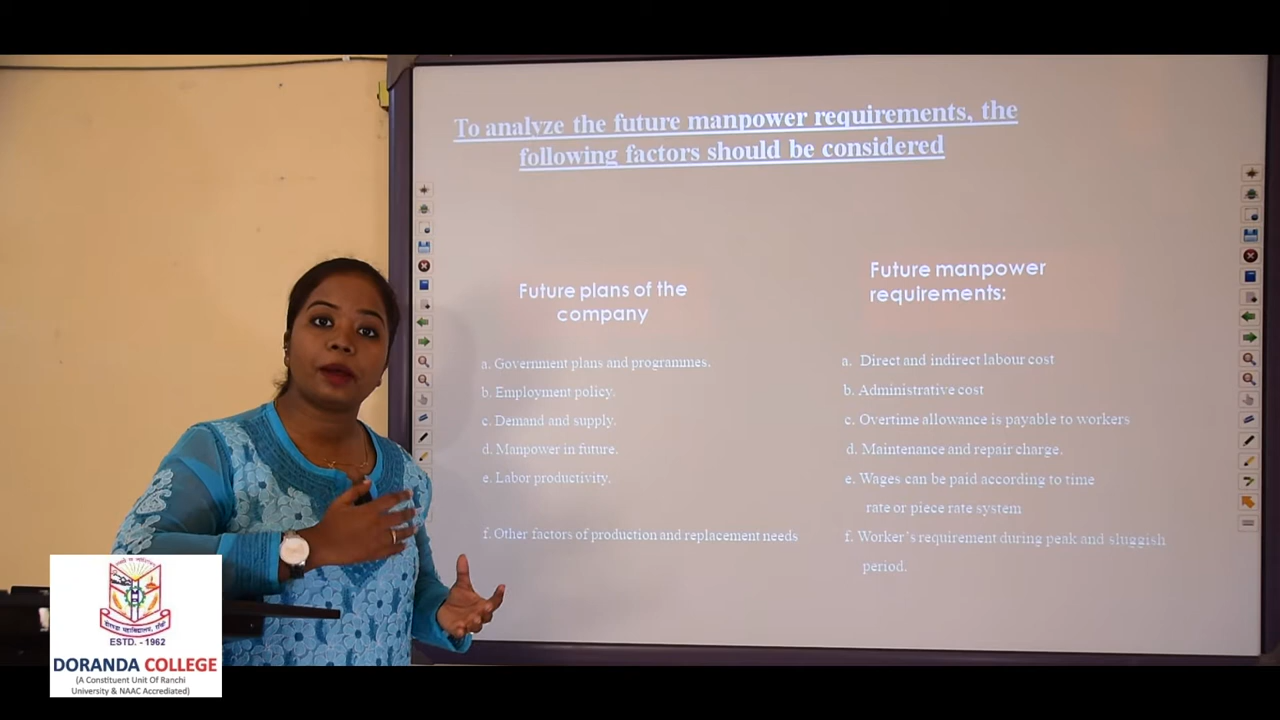 To analyze the future manpower requirements, the
following factors should be considered
Future plans of the
company
a. Government plans and programmes.
b. Employment policy.
c. Demand and supply.
d. Manpower in future.
e. Labor productivity.
f. Other factors of production and replacement needs
Future manpower
requirements:
a. Direct and indirect labour cost
b. Administrative cost
c. Overtime allowance is payable to workers
d. Maintenance and repair charge.
e. Wages can be paid according to time
rate or piece rate system
f. Worker's requirement during peak and sluggish
period.
ESTD. - 1962
DORANDA COLLEGE
(A Constituent Unit Of Ranchi
University & NAAC Accredited)